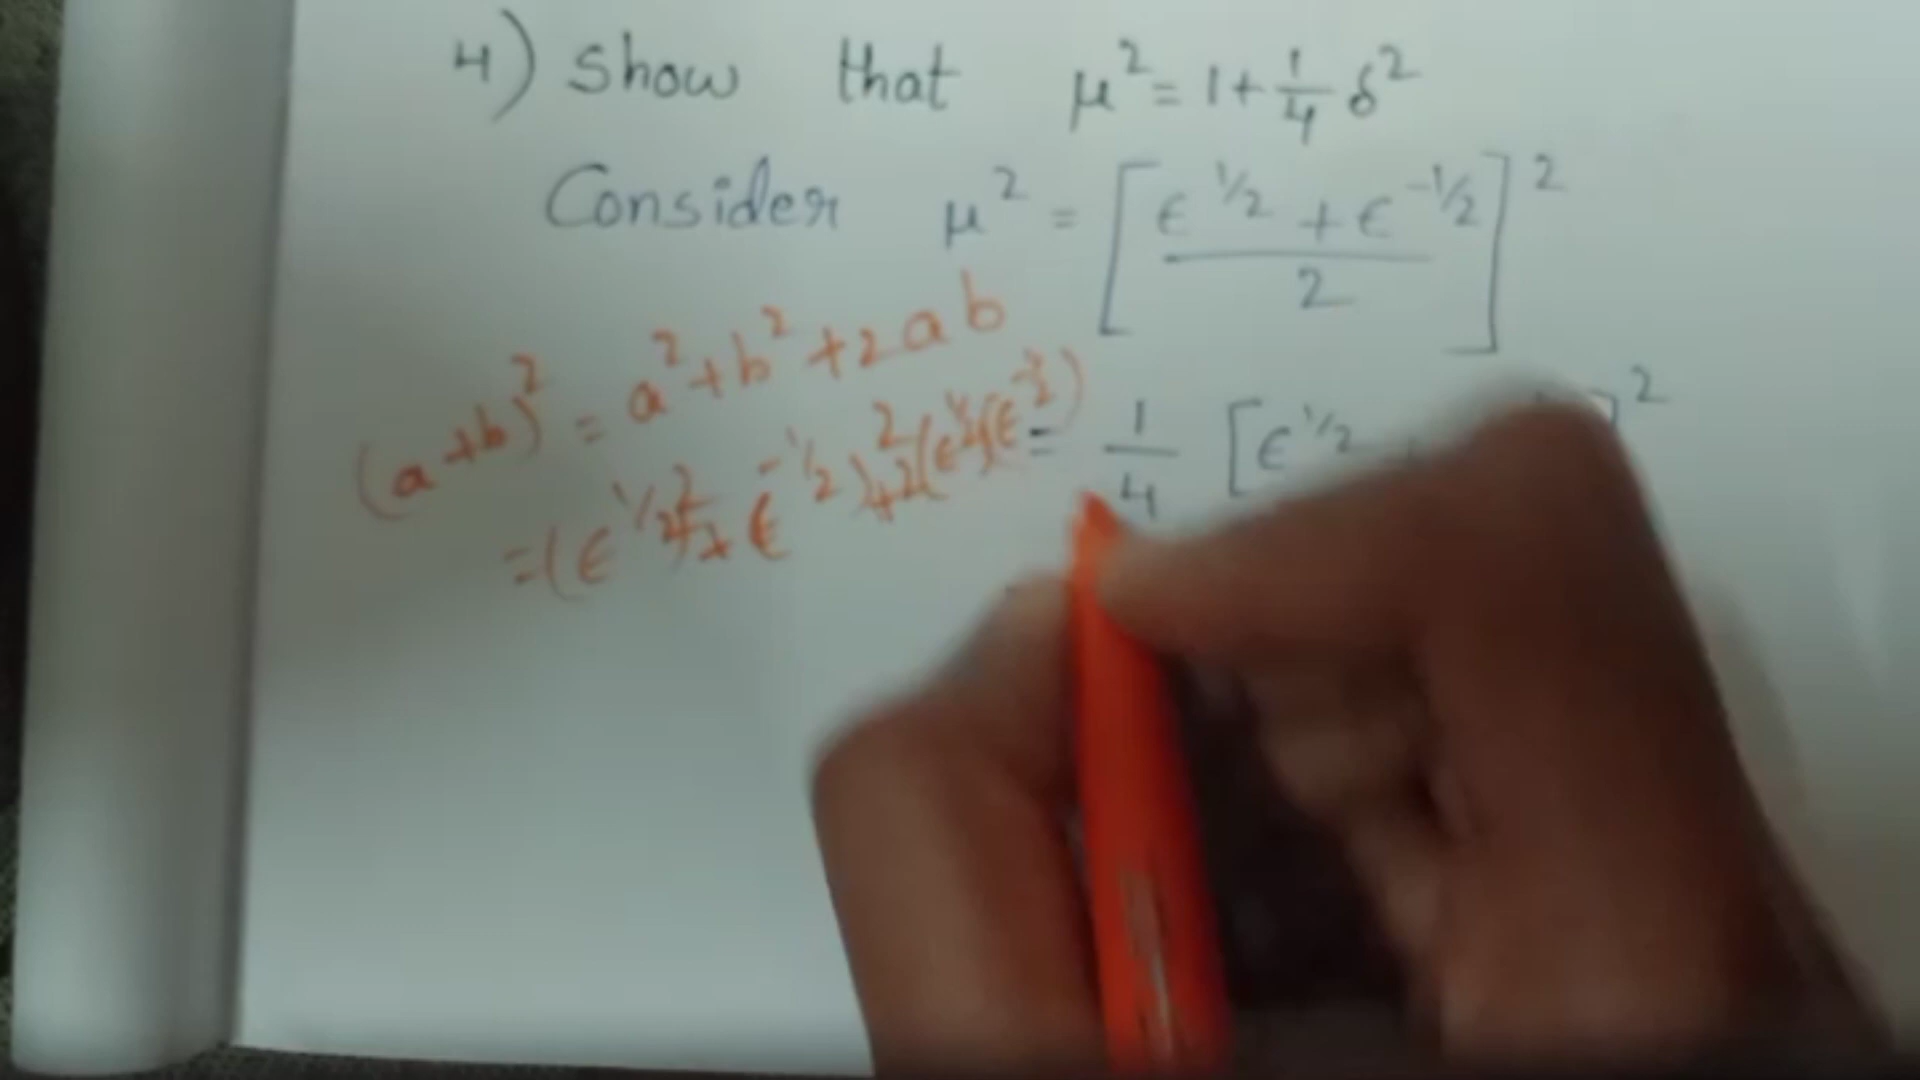 4) Show that μ² = 1 + 1/4 δ²
Consider μ² = [ (ϵ^1/2 + ϵ^-1/2) / 2 ]²
(a+b)² = a² + b² + 2ab
= 1/4 [ϵ^1/2 ]²
= (ϵ^1/2)² + (ϵ^-1/2)² + 2(ϵ^1/2)(ϵ^-1/2)